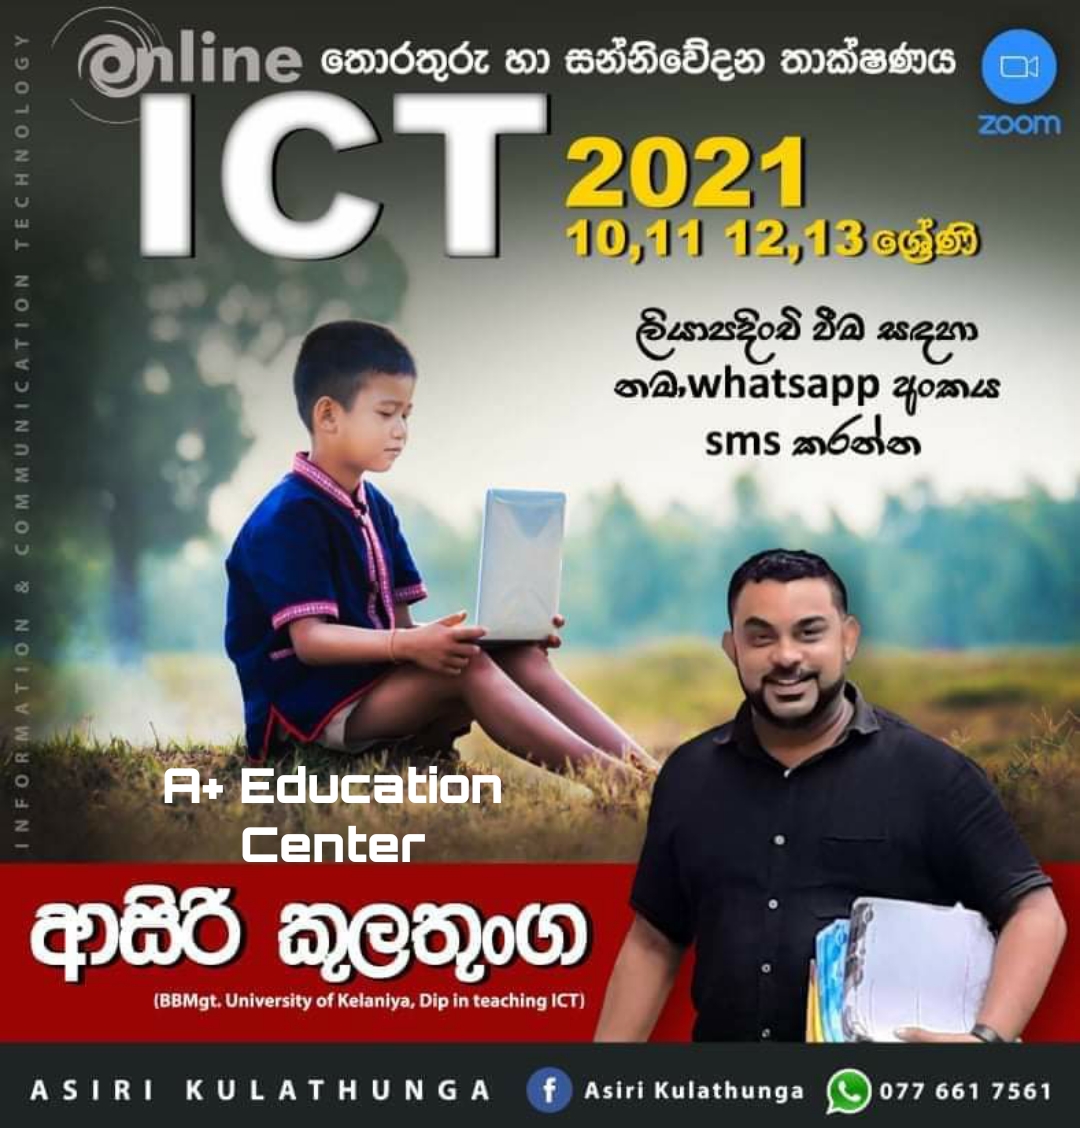 Online තොරතුරු හා සන්නිවේදන තාක්ෂණය
zoom
ICT 2021
10,11 12,13 ශ්‍රේණි
ලියාපදිංචි වීම සඳහා
නම, whatsapp අංකය
sms කරන්න
INFORMATION & COMMUNICATION TECHNOLOGY
A+ Education
Center
ආසිරි කුලතුංග
(BBMgt. University of Kelaniya, Dip in teaching ICT)
ASIRI KULATHUNGA
f Asiri Kulathunga
077 661 7561